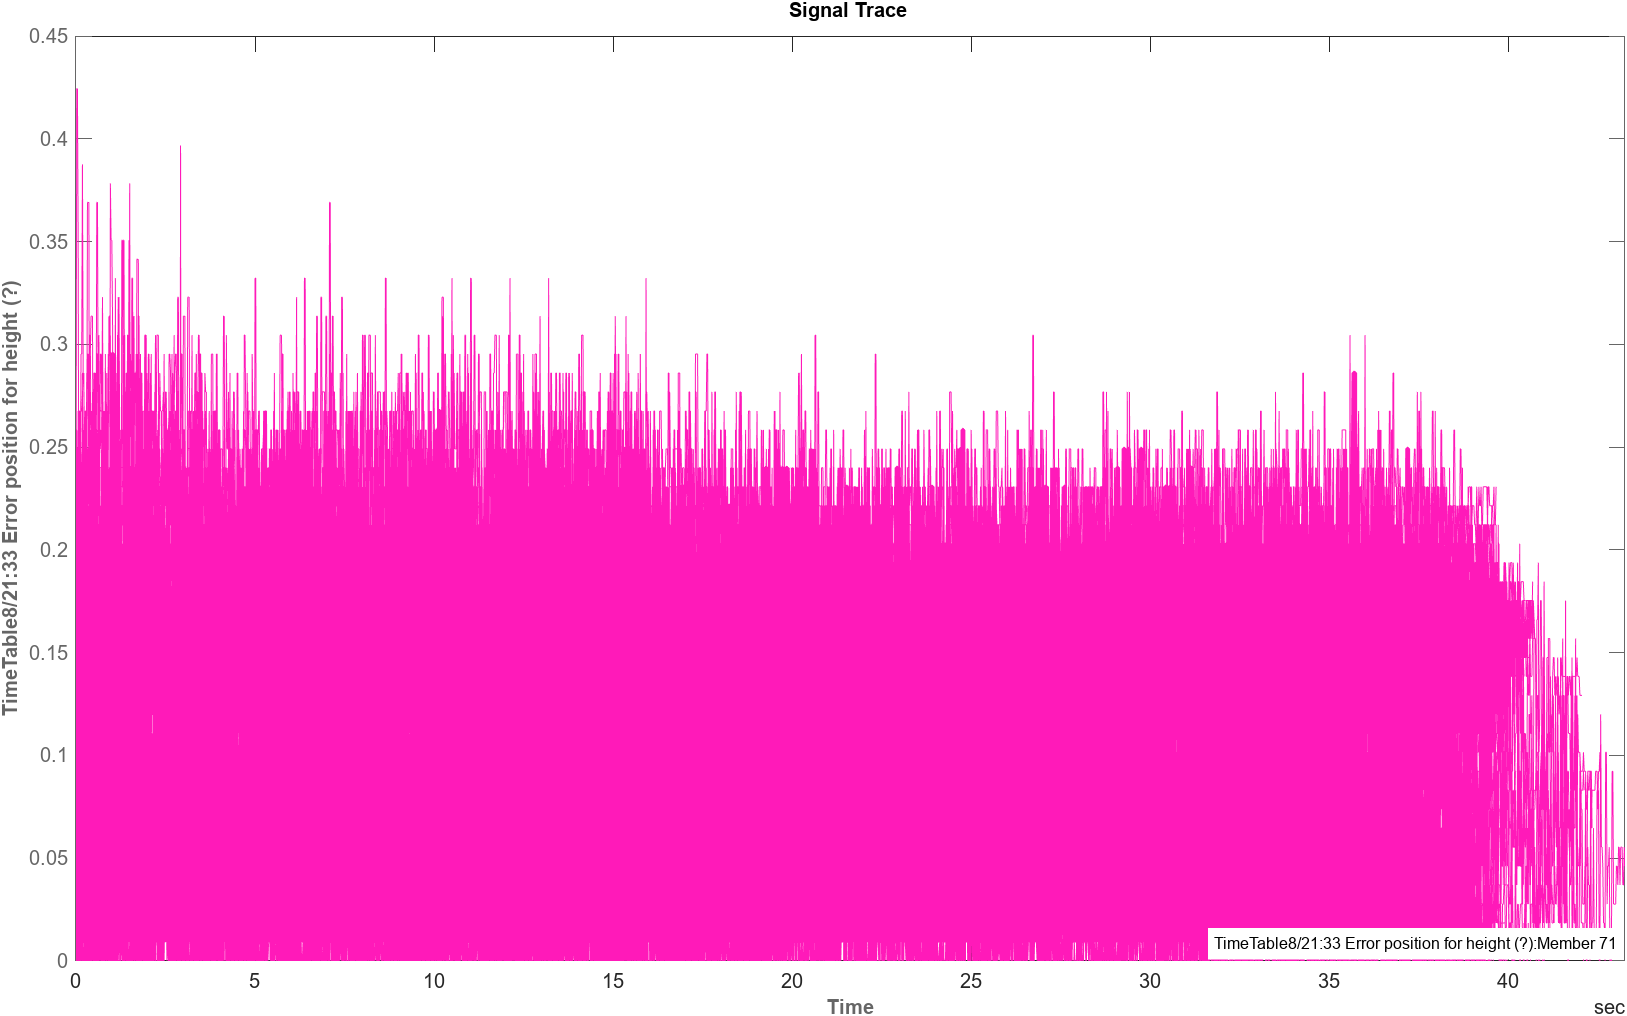 Signal Trace
TimeTable8/21:33 Error position for height (?)
0.45
0.4
0.35
0.3
0.25
0.2
0.15
0.1
0.05
0
0 5 10 15 20 25 30 35 40
Time
sec
TimeTable8/21:33 Error position for height (?):Member 71